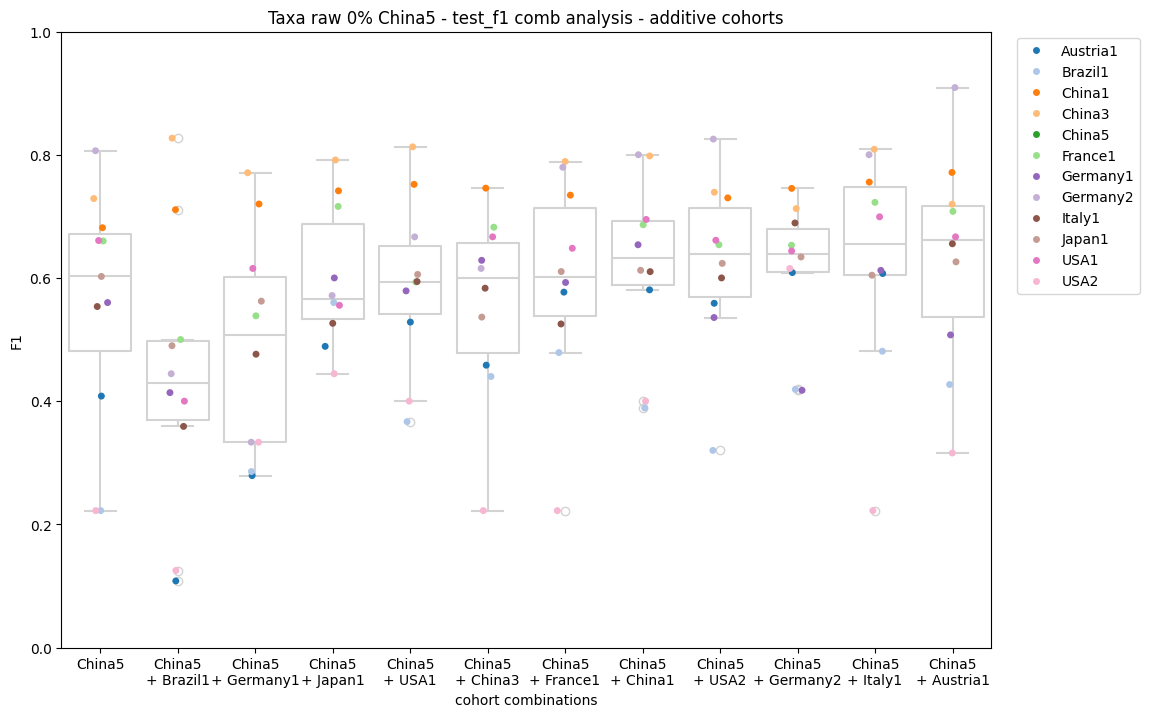 Taxa raw 0% China5 - test_f1 comb analysis - additive cohorts
1.0
0.8
0.6
0.4
0.2
0.0
F1
China5
China5
+ Brazil1
China5
+ Germany1
China5
+ Japan1
China5
+ USA1
China5
+ China3
China5
+ France1
China5
+ China1
China5
+ USA2
China5
+ Germany2
China5
+ Italy1
China5
+ Austria1
cohort combinations
Austria1
Brazil1
China1
China3
China5
France1
Germany1
Germany2
Italy1
Japan1
USA1
USA2